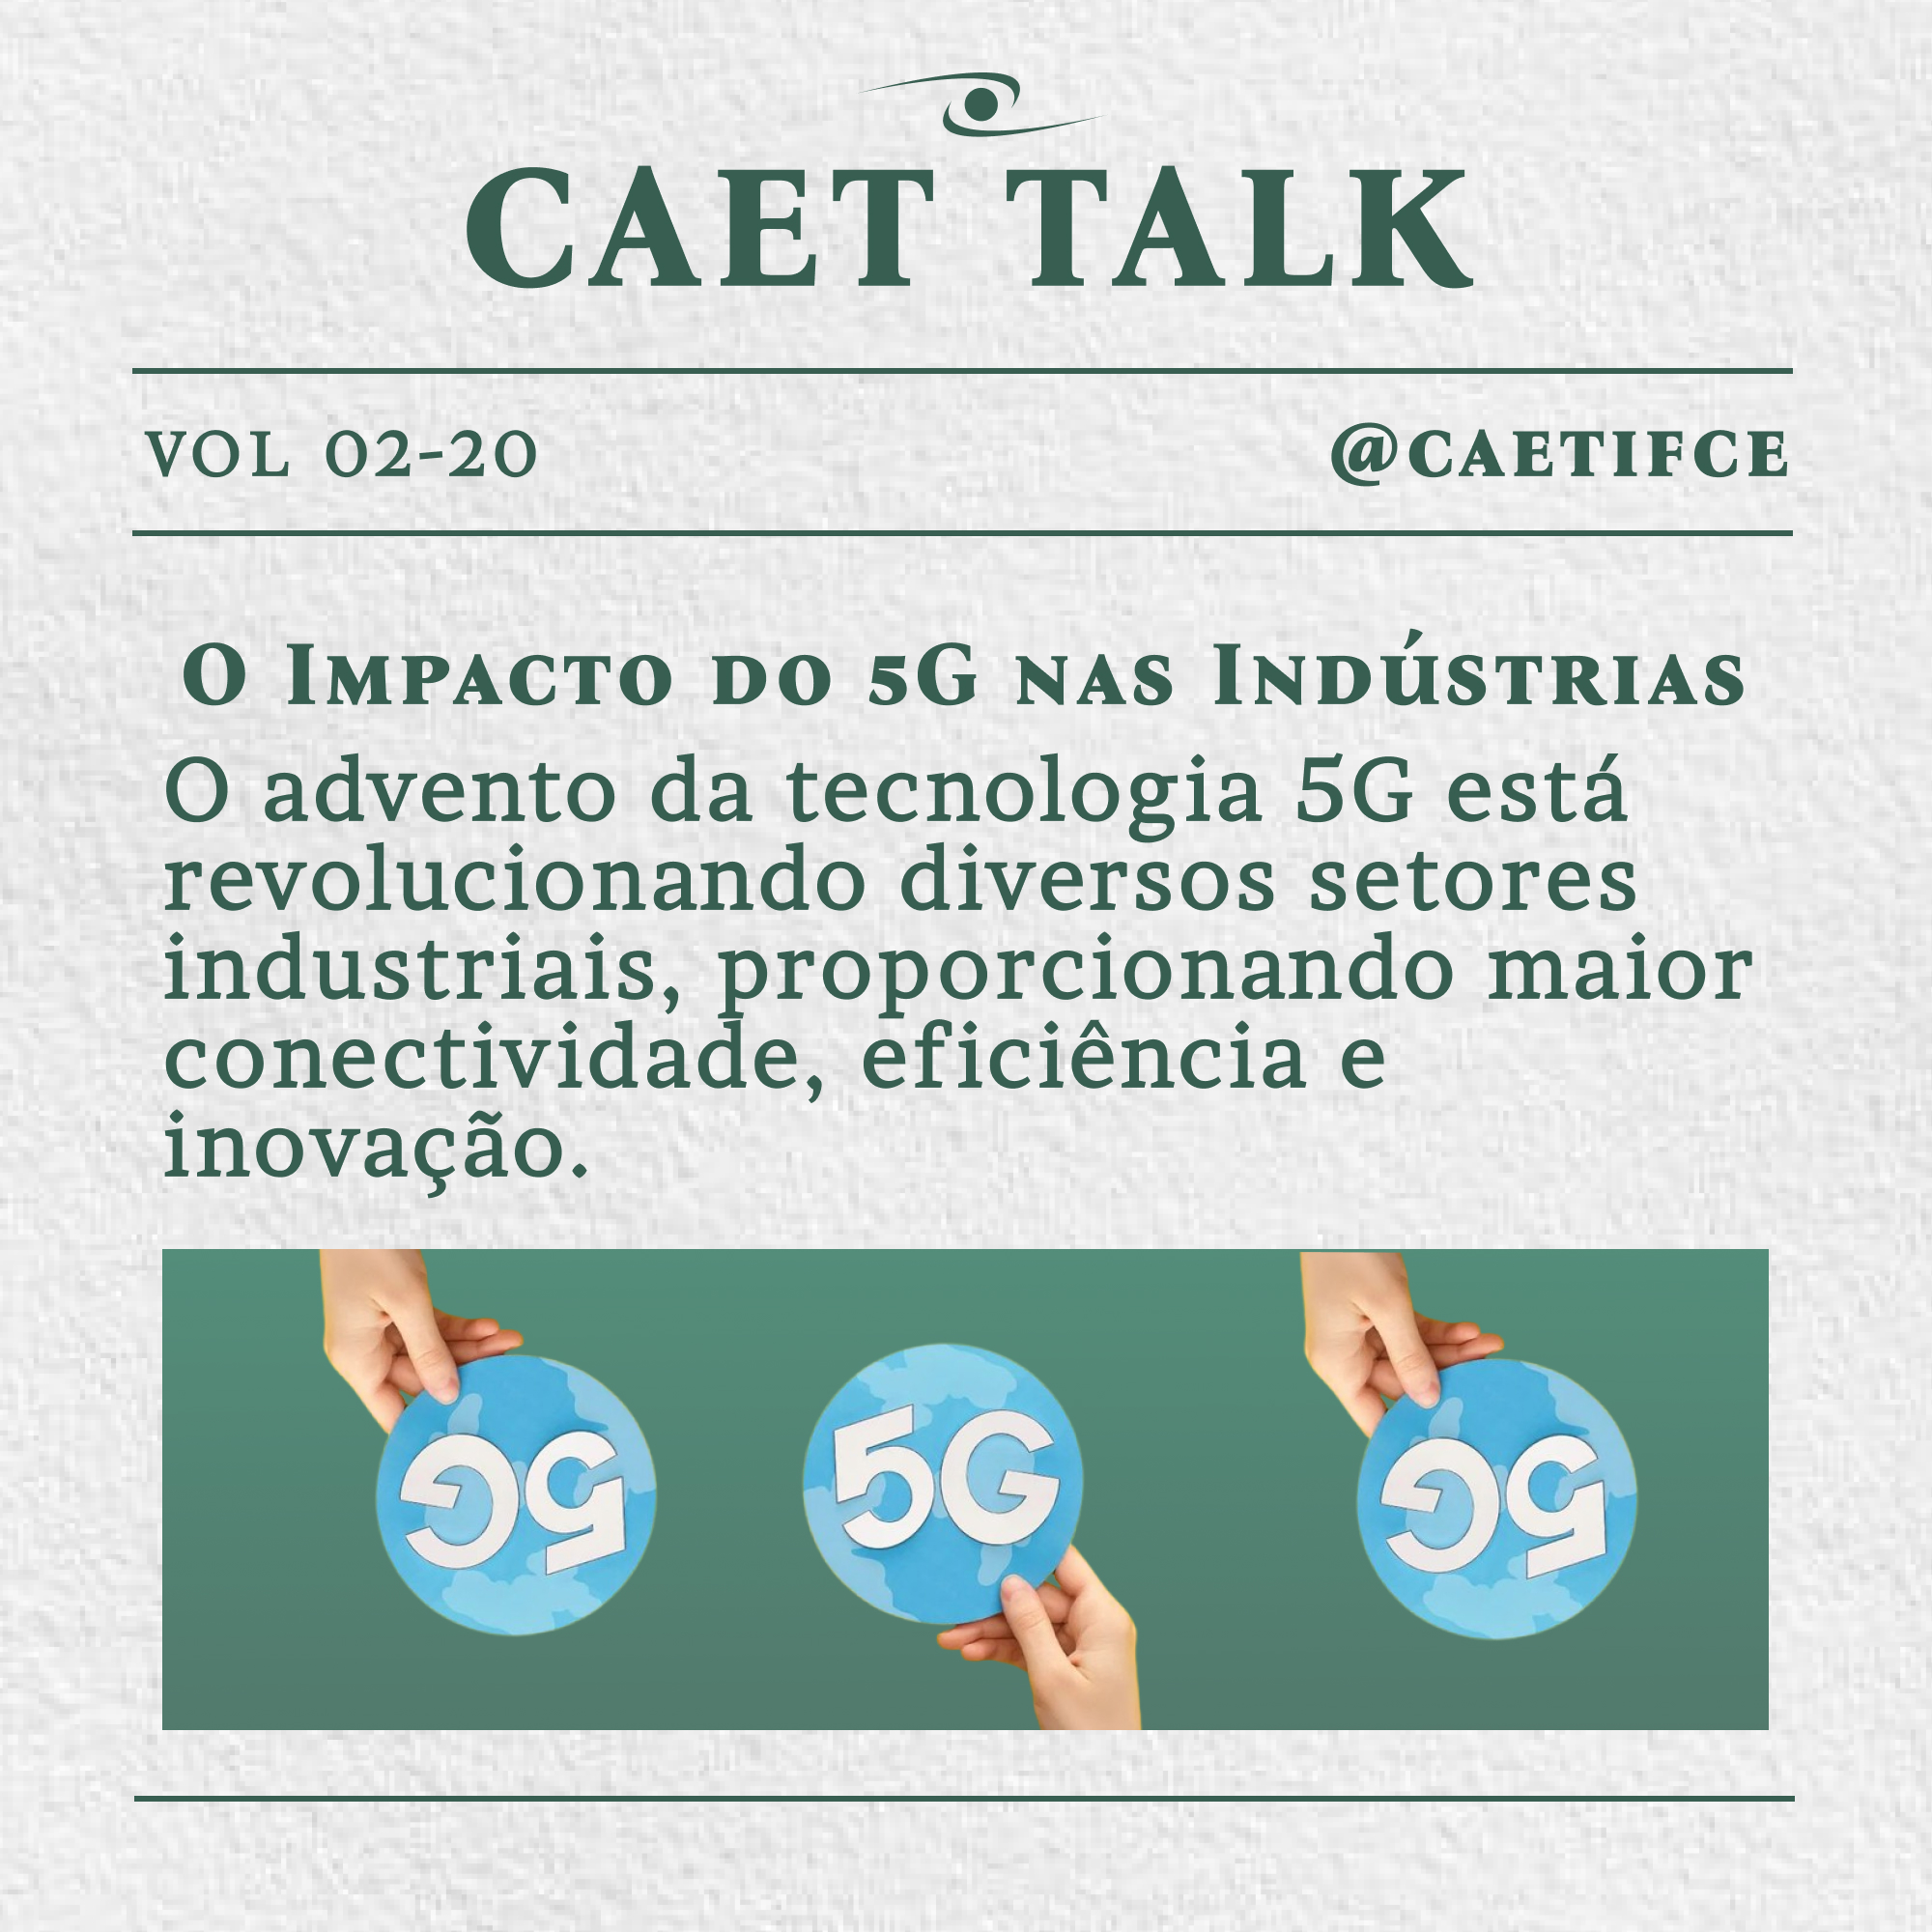 CAET TALK
VOL 02-20
@CAETIFCE
O Impacto do 5G nas Indústrias
O advento da tecnologia 5G está
revolucionando diversos setores
industriais, proporcionando maior
conectividade, eficiência e
inovação.
5G
5G
5G